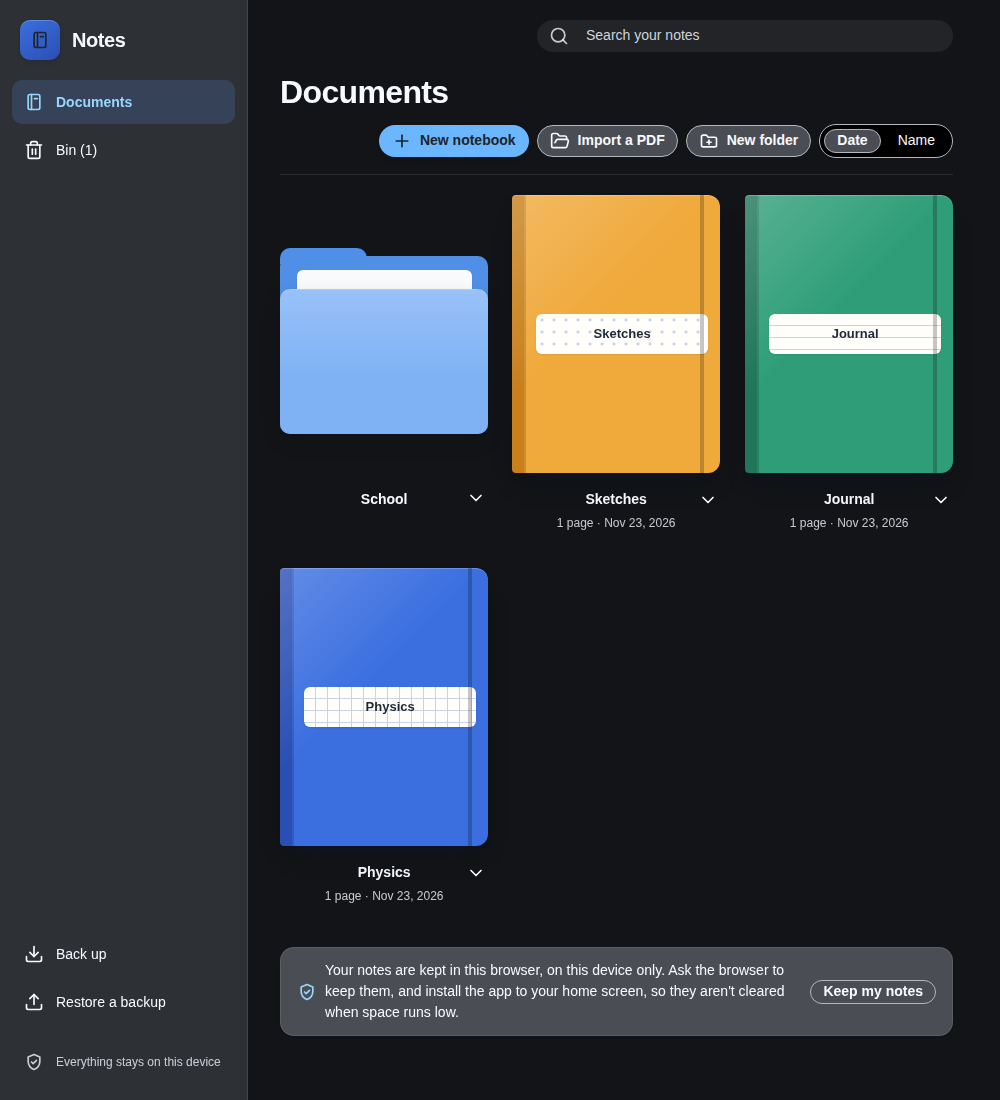 Notes
Documents
Bin (1)
Back up
Restore a backup
Everything stays on this device
Search your notes
Documents
New notebook
Import a PDF
New folder
Date
Name
Sketches
Journal
School
Sketches
Journal
1 page · Nov 23, 2026
1 page · Nov 23, 2026
Physics
Physics
1 page · Nov 23, 2026
Your notes are kept in this browser, on this device only. Ask the browser to
keep them, and install the app to your home screen, so they aren't cleared
when space runs low.
Keep my notes